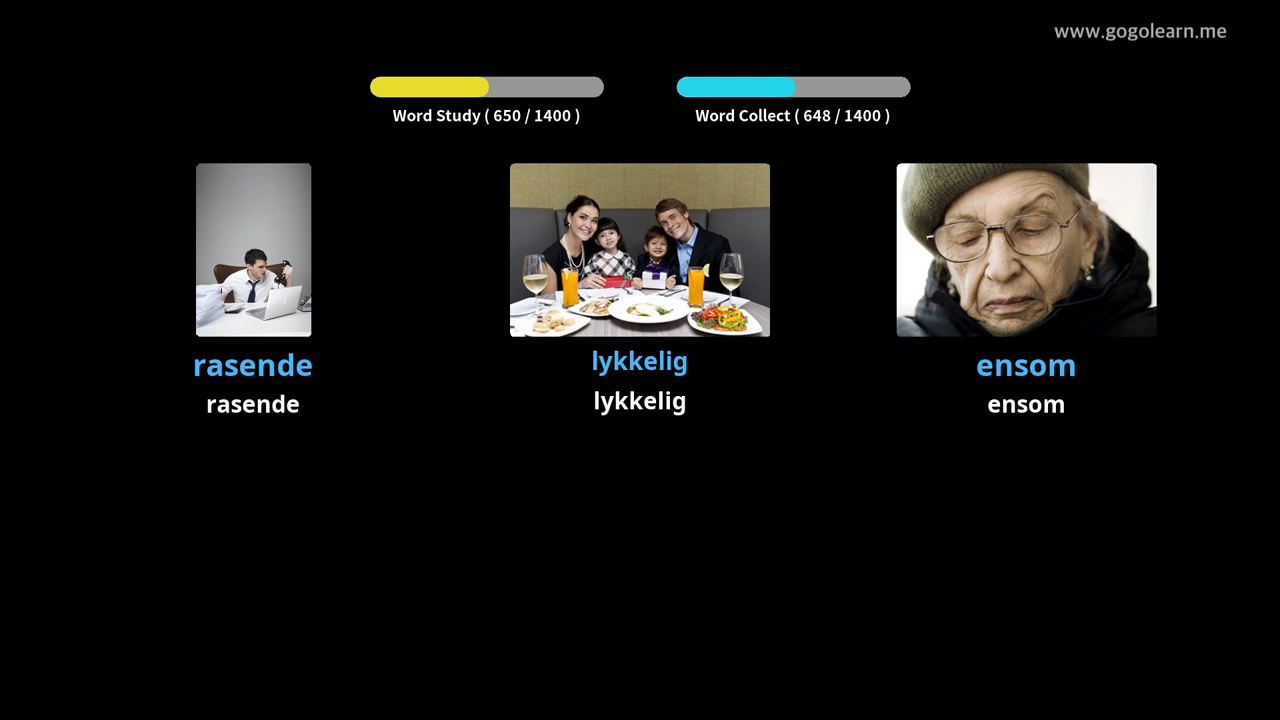 www.gogolearn.me
Word Study ( 650 / 1400 )
Word Collect ( 648 / 1400 )
rasende
rasende
lykkelig
lykkelig
ensom
ensom